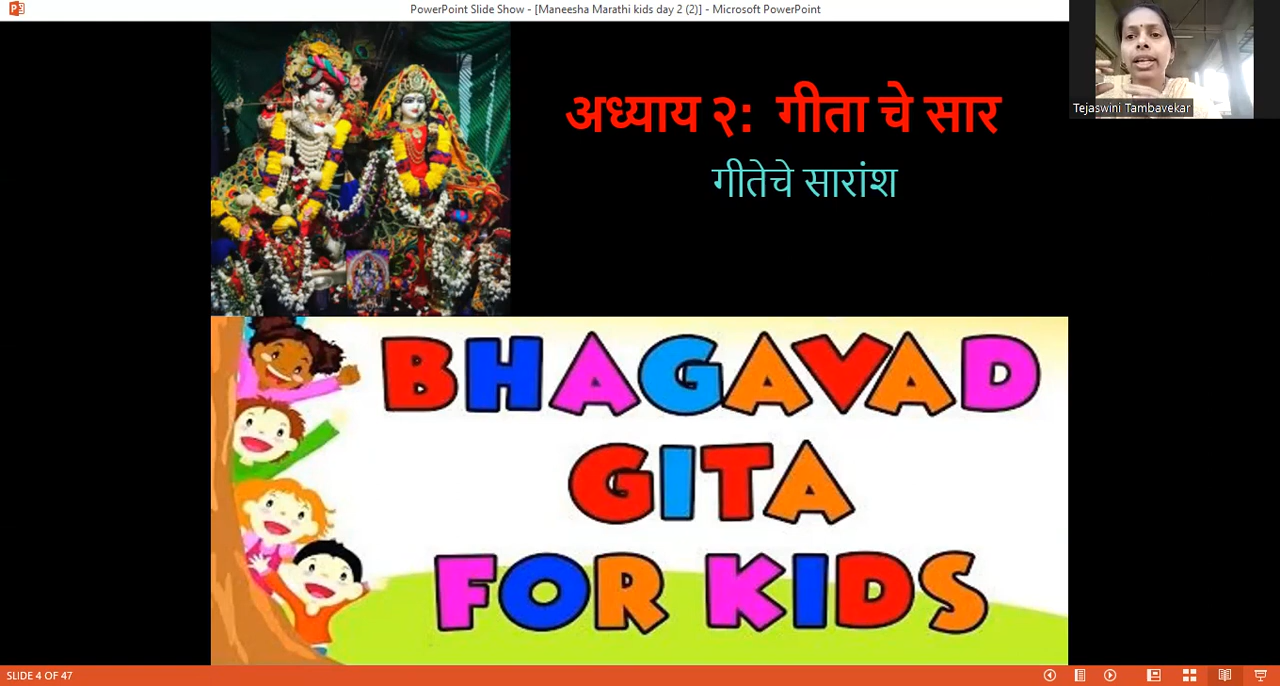 PowerPoint Slide Show - [Maneesha Marathi kids day 2 (2)] - Microsoft PowerPoint
Tejaswini Tambavekar
अध्याय २: गीता चे सार
गीतेचे सारांश
BHAGAVAD
GITA
FOR KIDS
SLIDE 4 OF 47